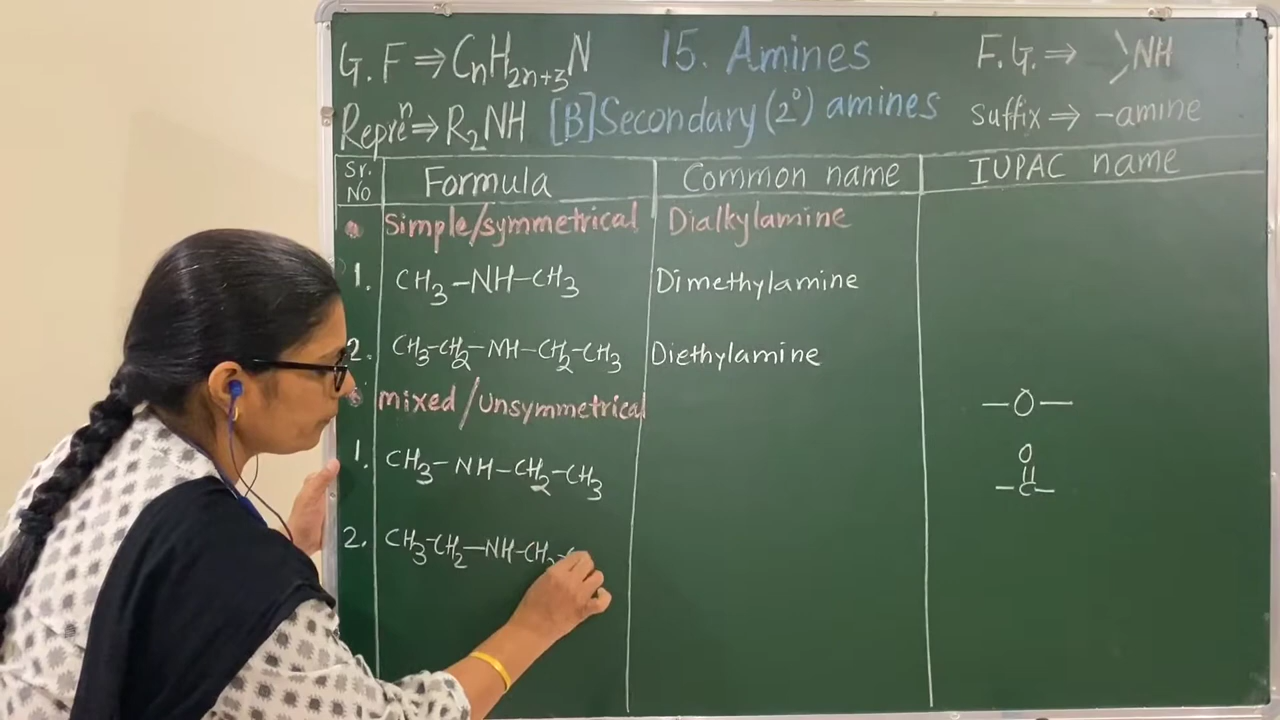 G.F ⇒ CnH2n+3N 15. Amines F.G. ⇒ >NH
Repreⁿ ⇒ R2NH [B] Secondary (2°) amines Suffix ⇒ -amine
Sr. NO Formula Common name IUPAC name
• Simple/symmetrical Dialkylamine
1. CH3-NH-CH3 Dimethylamine
2. CH3-CH2-NH-CH2-CH3 Diethylamine
• mixed/Unsymmetrical —O—
1. CH3-NH-CH2-CH3
O
‖
-C-
2. CH3-CH2-NH-CH2-